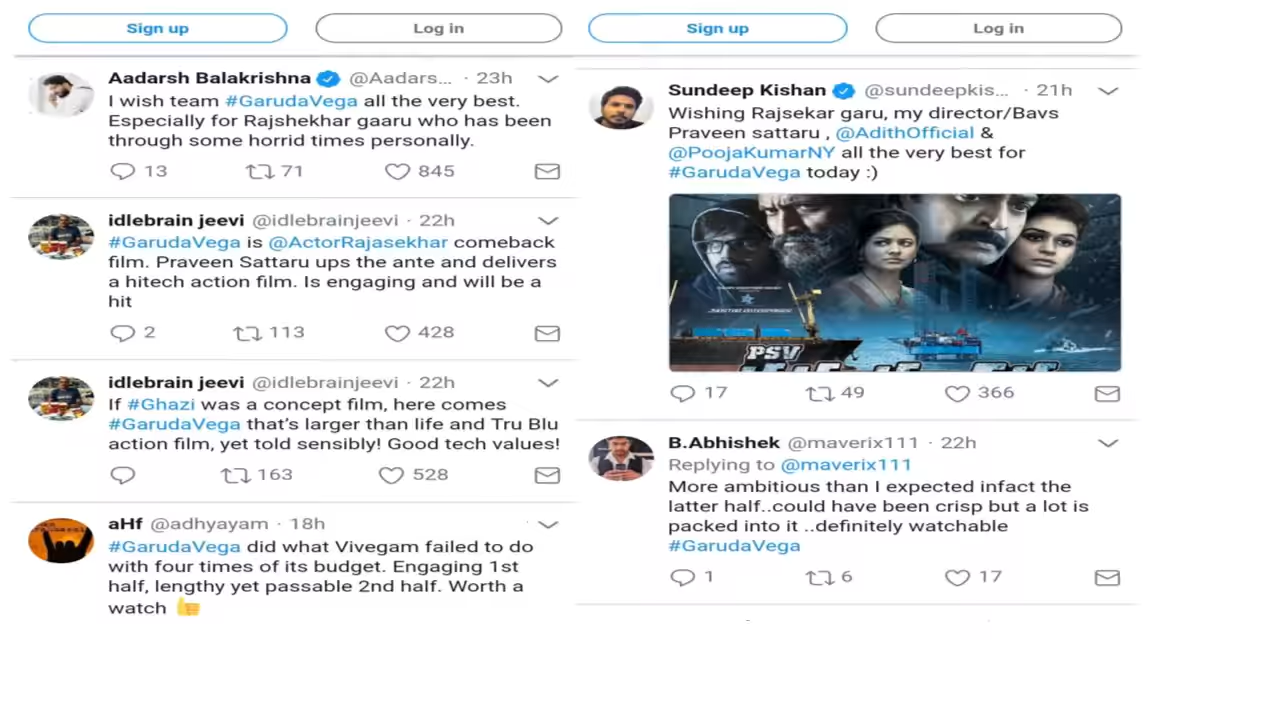 Sign up
Log in
Aadarsh Balakrishna @Aadars... · 23h
I wish team #GarudaVega all the very best.
Especially for Rajshekhar gaaru who has been
through some horrid times personally.
13 71 845
idlebrain jeevi @idlebrainjeevi · 22h
#GarudaVega is @ActorRajasekhar comeback
film. Praveen Sattaru ups the ante and delivers
a hitech action film. Is engaging and will be a
hit
2 113 428
idlebrain jeevi @idlebrainjeevi · 22h
If #Ghazi was a concept film, here comes
#GarudaVega that's larger than life and Tru Blu
action film, yet told sensibly! Good tech values!
163 528
aHf @adhyayam · 18h
#GarudaVega did what Vivegam failed to do
with four times of its budget. Engaging 1st
half, lengthy yet passable 2nd half. Worth a
watch 👍
Sign up
Log in
Sundeep Kishan @sundeepkis... · 21h
Wishing Rajsekar garu, my director/Bavs
Praveen sattaru , @AdithOfficial &
@PoojaKumarNY all the very best for
#GarudaVega today :)
PSV
17 49 366
B.Abhishek @maverix111 · 22h
Replying to @maverix111
More ambitious than I expected infact the
latter half..could have been crisp but a lot is
packed into it ..definitely watchable
#GarudaVega
1 6 17